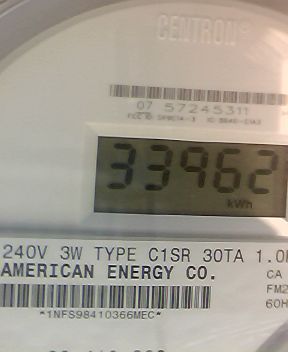 CENTRON®
07 57245311
33962
kWh
240V 3W TYPE C1SR 30TA 1.0
AMERICAN ENERGY CO.
CA
FM2
60H
*1NFS98410366MEC*